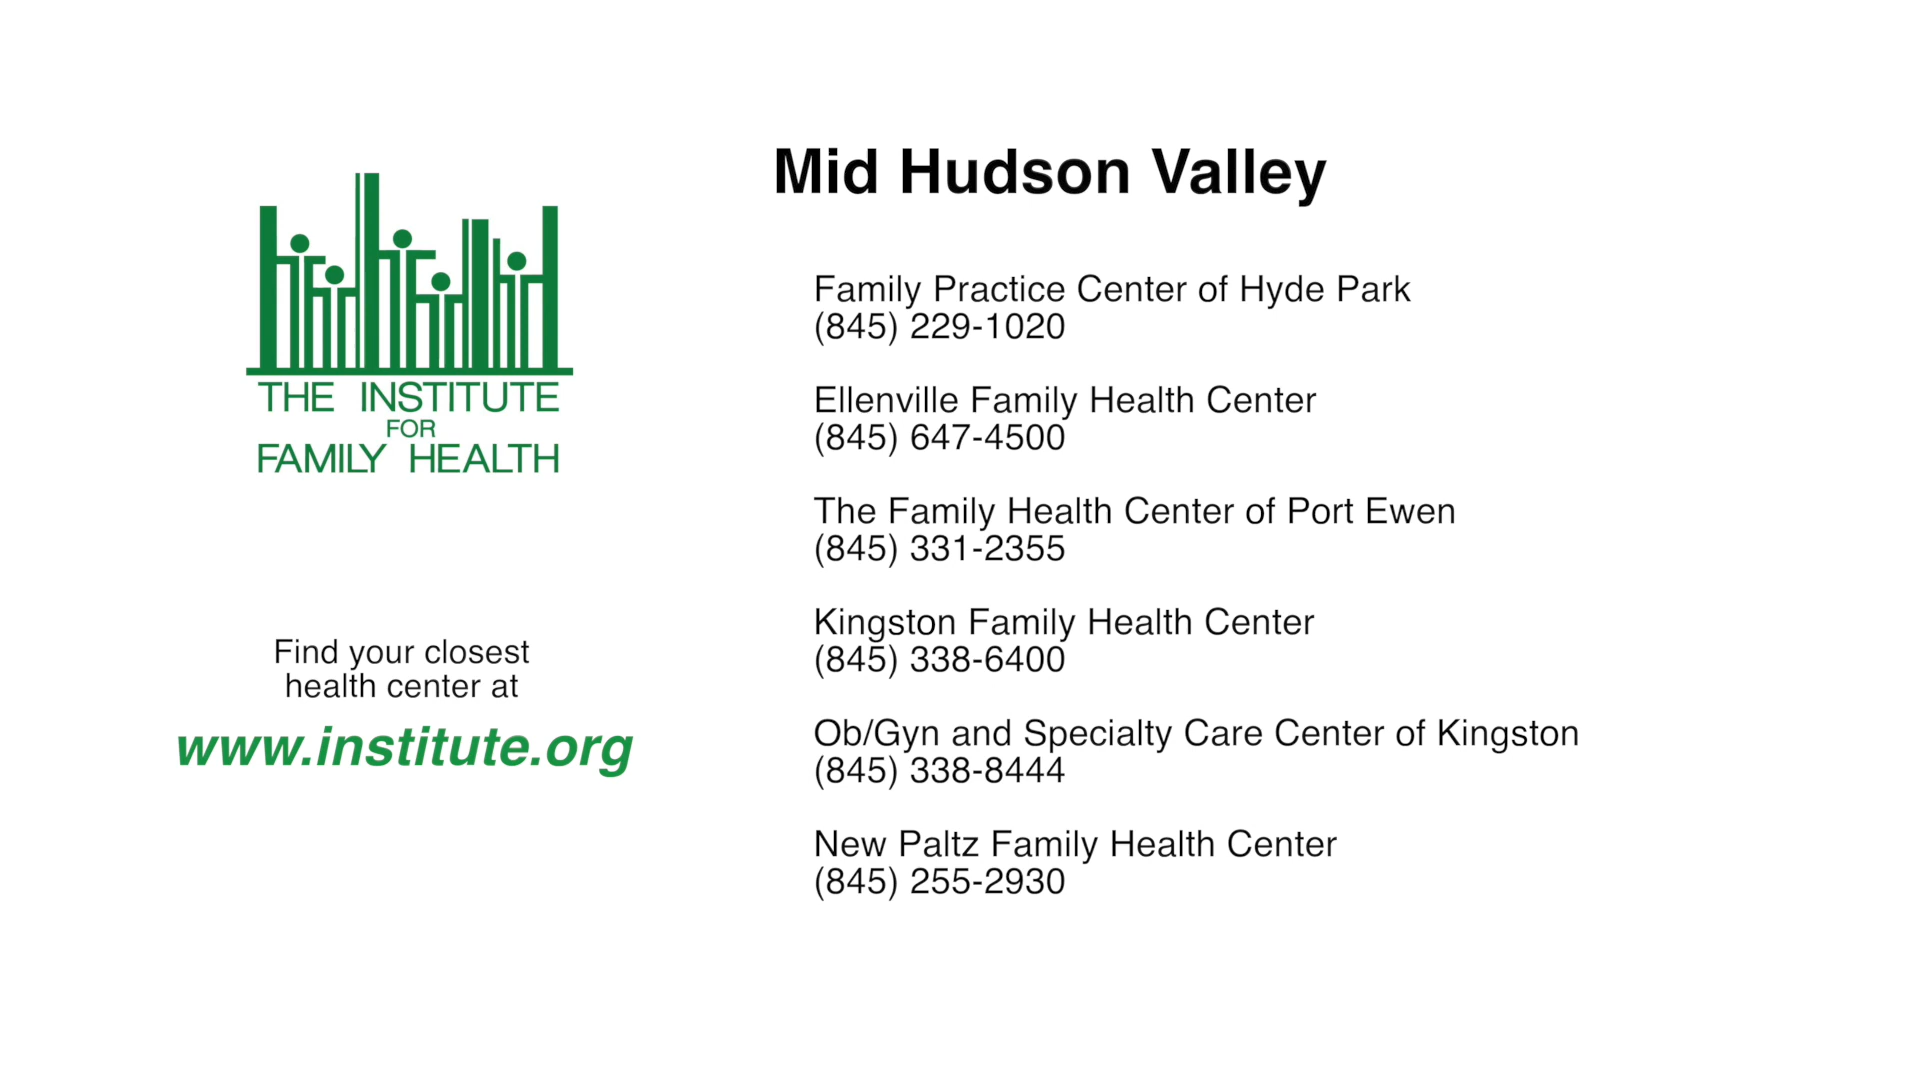 THE INSTITUTE
FOR
FAMILY HEALTH
Find your closest
health center at
www.institute.org
Mid Hudson Valley
Family Practice Center of Hyde Park
(845) 229-1020
Ellenville Family Health Center
(845) 647-4500
The Family Health Center of Port Ewen
(845) 331-2355
Kingston Family Health Center
(845) 338-6400
Ob/Gyn and Specialty Care Center of Kingston
(845) 338-8444
New Paltz Family Health Center
(845) 255-2930